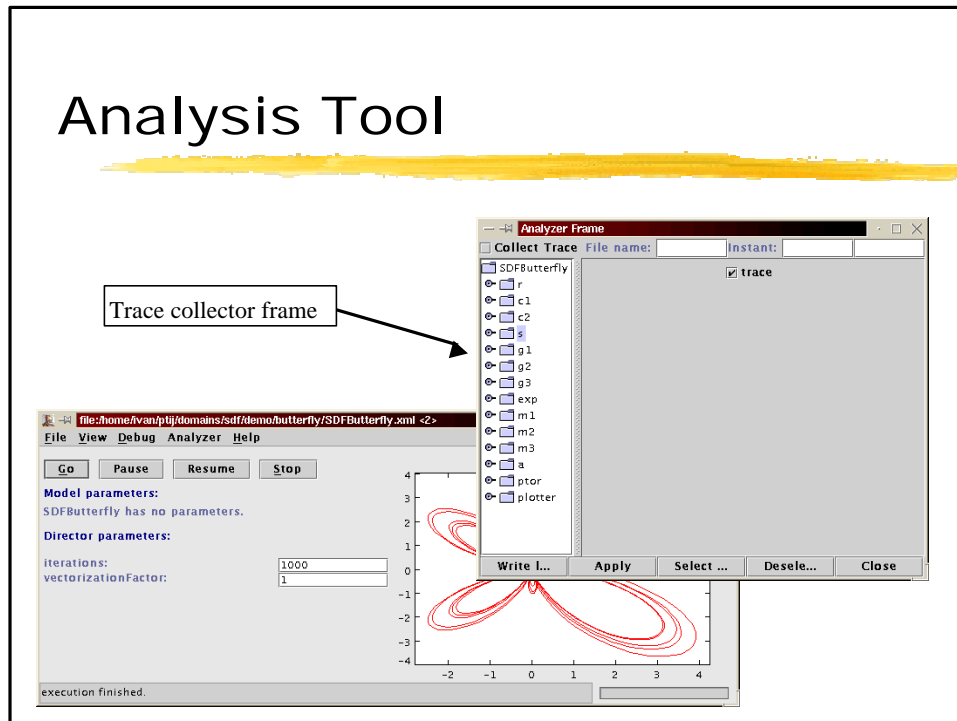 Analysis Tool
Analyzer Frame
Collect Trace File name: Instant:
SDFButterfly
trace
r
c1
c2
s
g1
g2
g3
exp
m1
m2
m3
a
ptor
plotter
Write l... Apply Select ... Desele... Close
Trace collector frame
file:/home/ivan/ptij/domains/sdf/demo/butterfly/SDFButterfly.xml <2>
File View Debug Analyzer Help
Go Pause Resume Stop
Model parameters:
SDFButterfly has no parameters.
Director parameters:
iterations: 1000
vectorizationFactor: 1
4
3
2
1
0
-1
-2
-3
-4
-2 -1 0 1 2 3 4
execution finished.